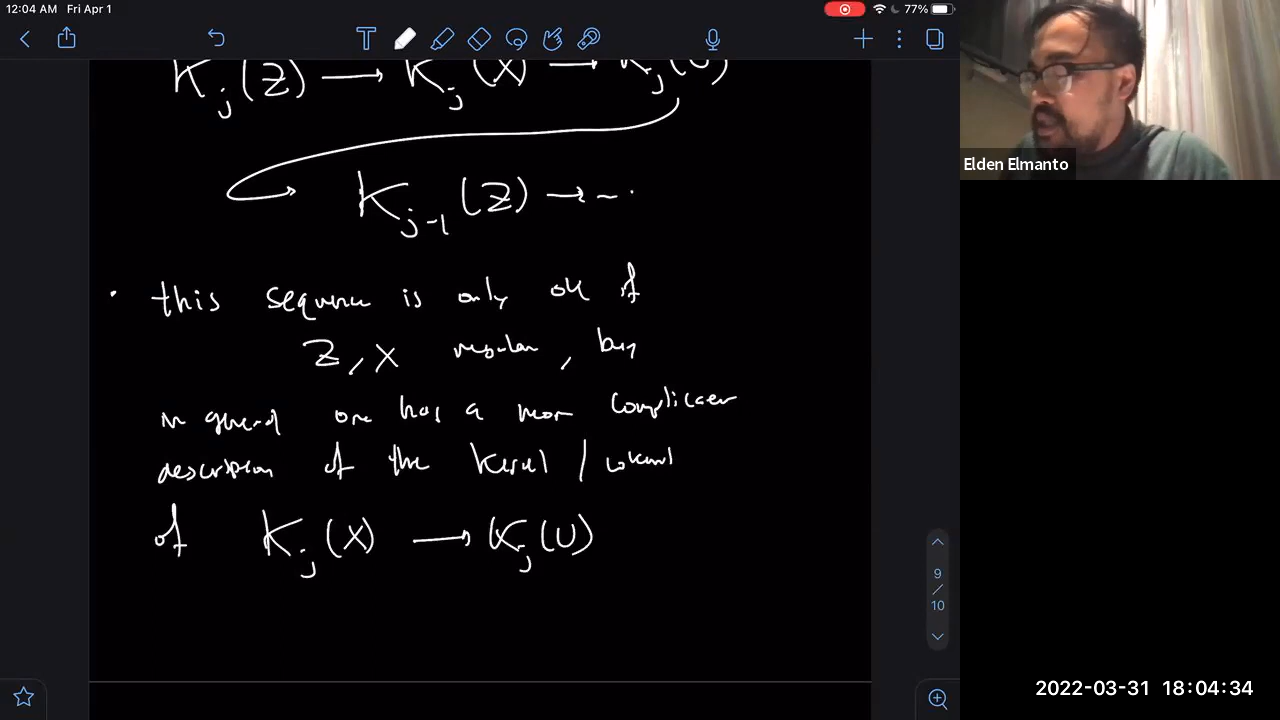 12:04 AM Fri Apr 1
77%
K_j(Z) → K_j(X) → K_j(U)
K_{j-1}(Z) → ...
• this sequence is only ok if
Z, X regular, but
in general one has a more complicated
description of the kernel / cokernel
of K_j(X) → K_j(U)
9
/
10
Elden Elmanto
2022-03-31 18:04:34